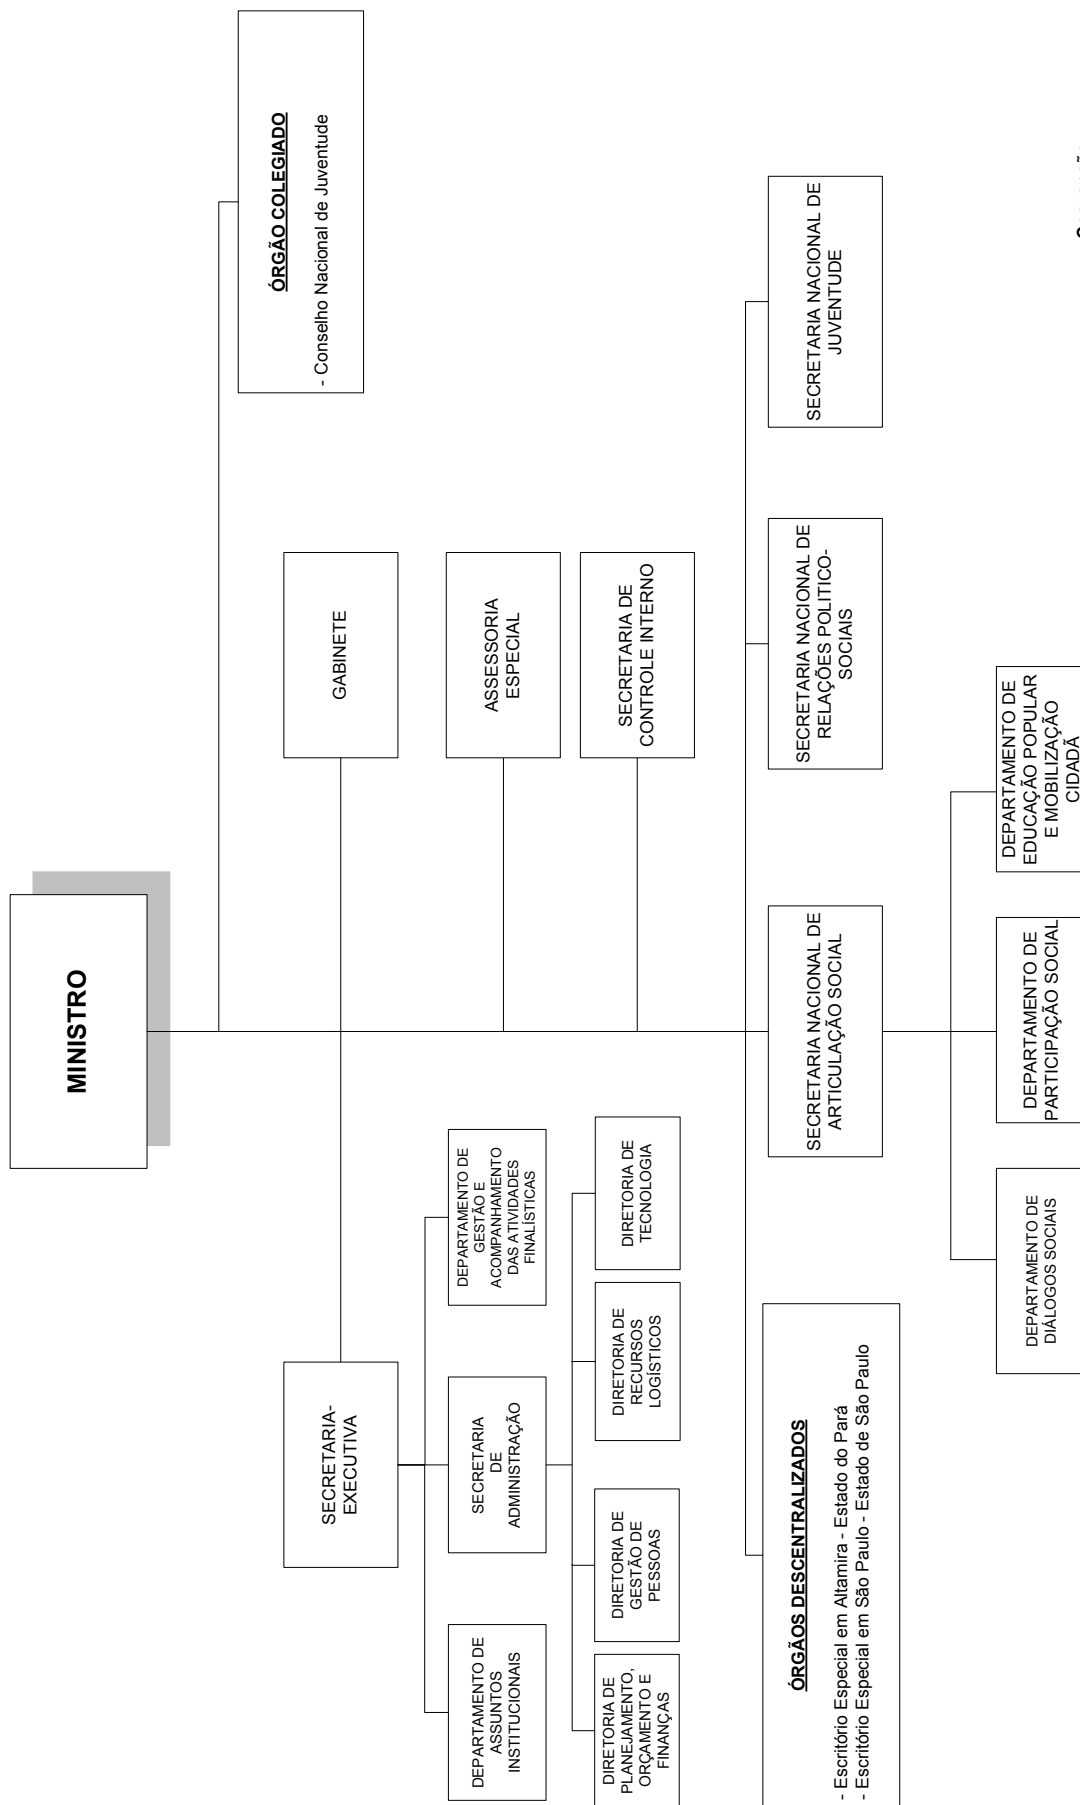 MINISTRO
ÓRGÃO COLEGIADO
- Conselho Nacional de Juventude
SECRETARIA-
EXECUTIVA
GABINETE
DEPARTAMENTO DE
ASSUNTOS
INSTITUCIONAIS
SECRETARIA
DE
ADMINISTRAÇÃO
DEPARTAMENTO DE
GESTÃO E
ACOMPANHAMENTO
DAS ATIVIDADES
FINALÍSTICAS
ASSESSORIA
ESPECIAL
DIRETORIA DE
PLANEJAMENTO,
ORÇAMENTO E
FINANÇAS
DIRETORIA DE
GESTÃO DE
PESSOAS
DIRETORIA DE
RECURSOS
LOGÍSTICOS
DIRETORIA DE
TECNOLOGIA
SECRETARIA DE
CONTROLE INTERNO
ÓRGÃOS DESCENTRALIZADOS
- Escritório Especial em Altamira - Estado do Pará
- Escritório Especial em São Paulo - Estado de São Paulo
SECRETARIA NACIONAL DE
ARTICULAÇÃO SOCIAL
SECRETARIA NACIONAL DE
RELAÇÕES POLITICO-
SOCIAIS
SECRETARIA NACIONAL DE
JUVENTUDE
DEPARTAMENTO DE
DIÁLOGOS SOCIAIS
DEPARTAMENTO DE
PARTICIPAÇÃO SOCIAL
DEPARTAMENTO DE
EDUCAÇÃO POPULAR
E MOBILIZAÇÃO
CIDADÃ